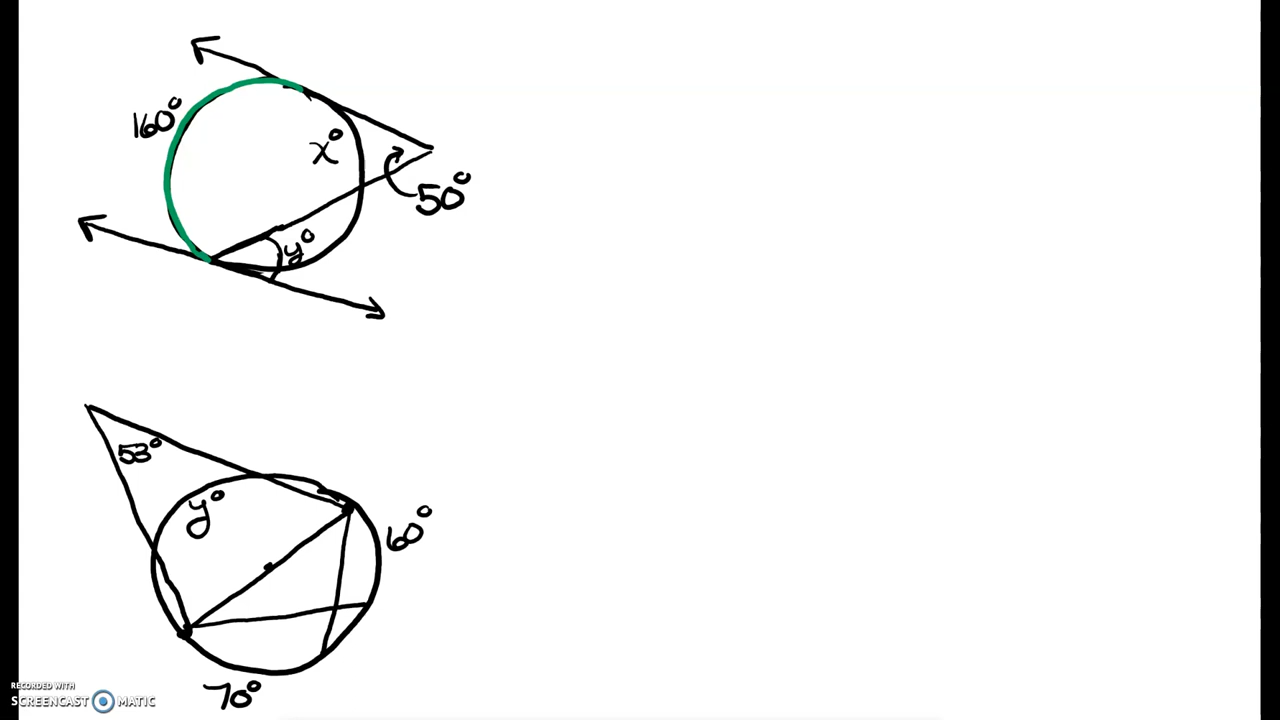 160°
x°
50°
y°
53°
y°
60°
70°
RECORDED WITH
SCREENCAST MATIC